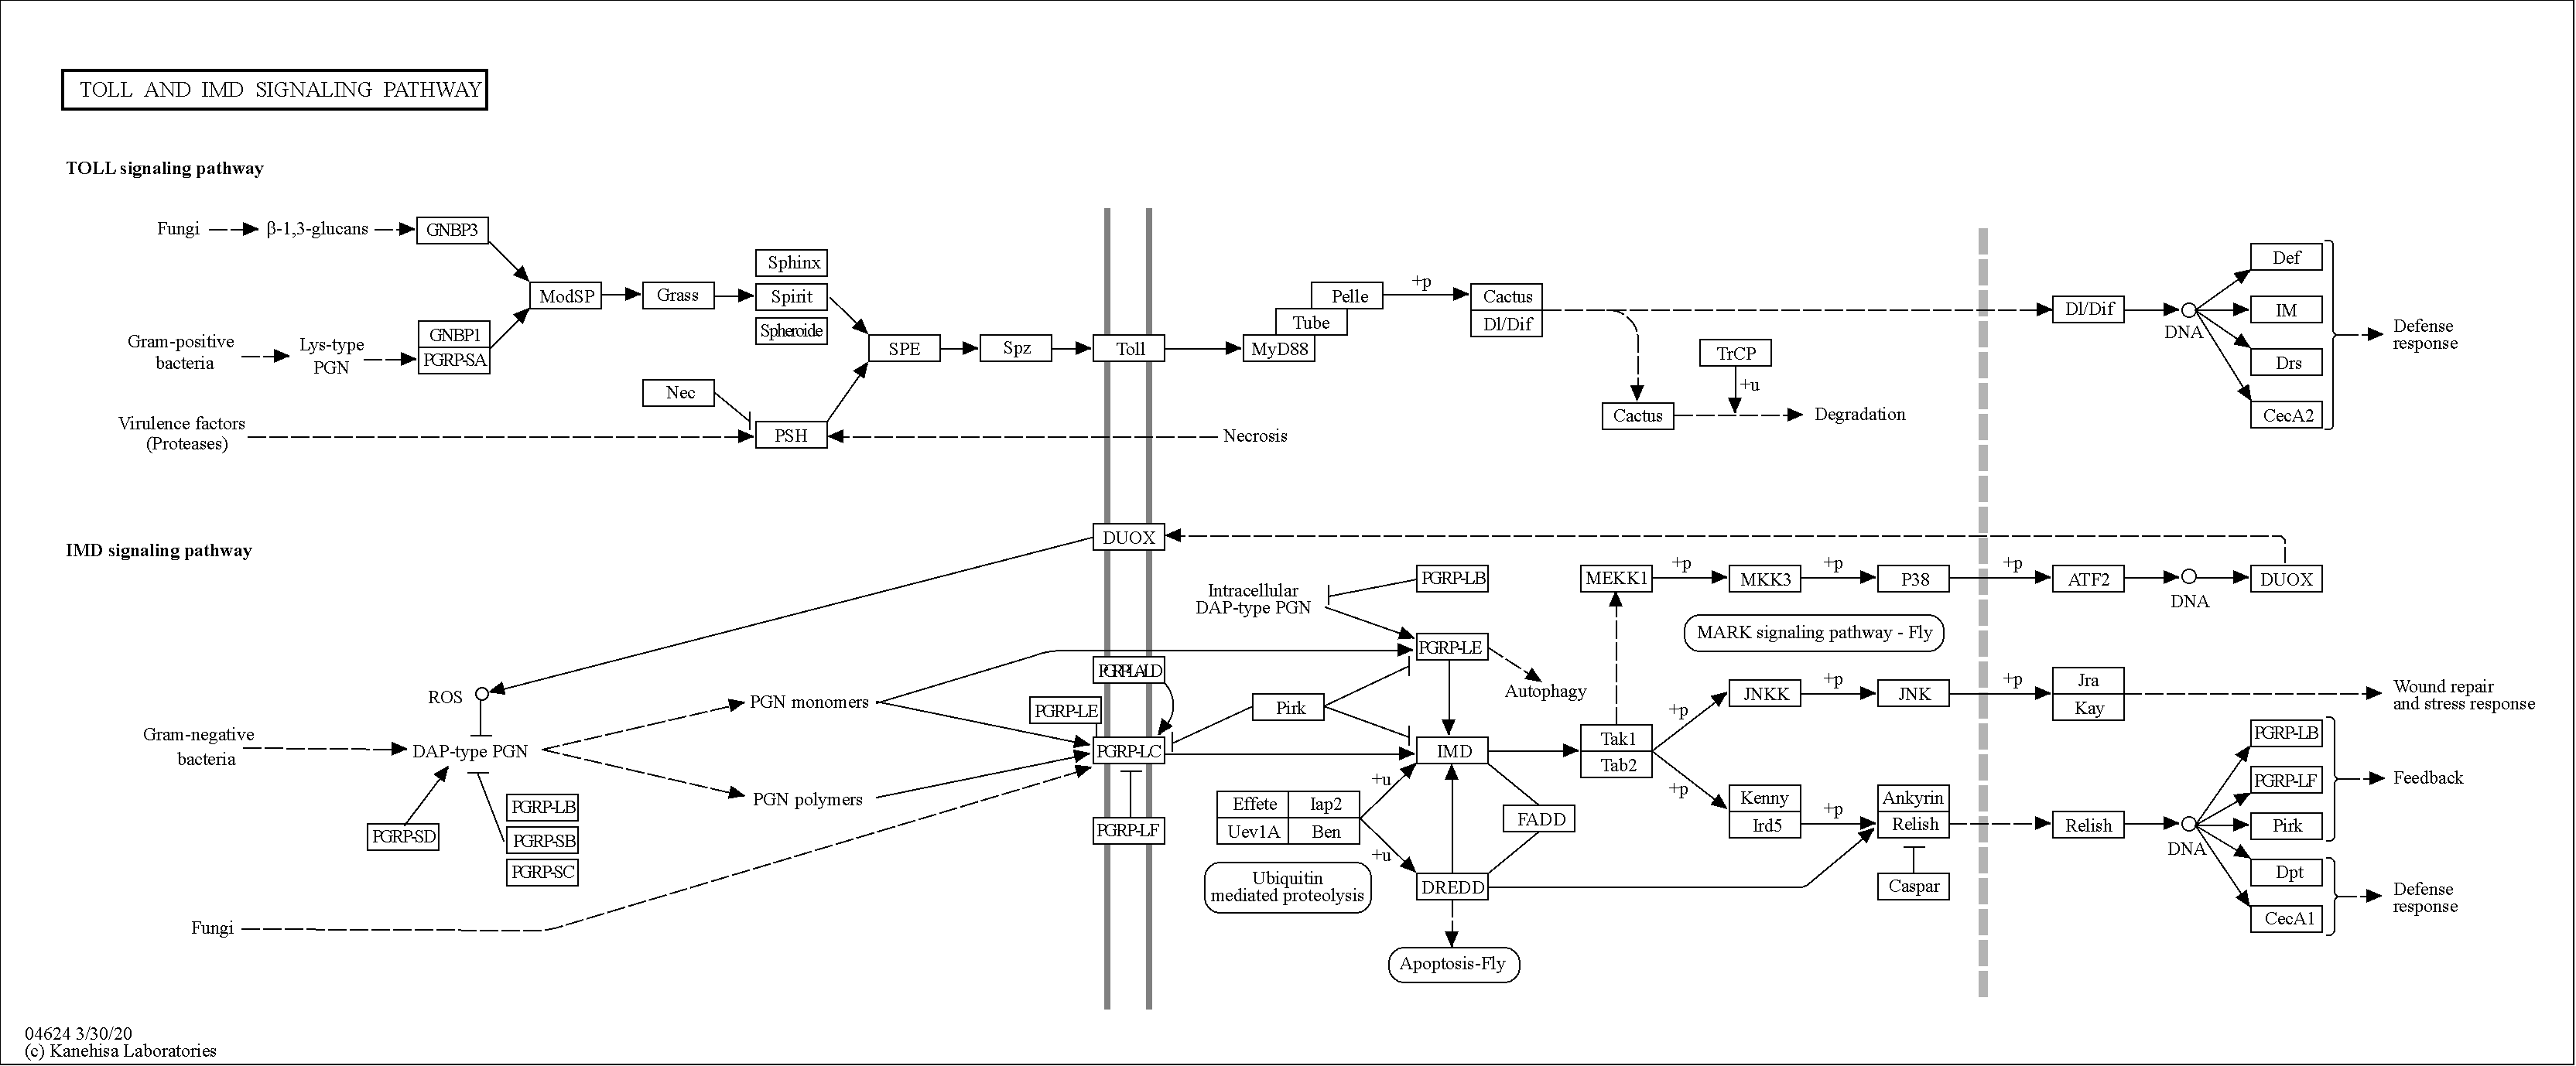 TOLL AND IMD SIGNALING PATHWAY
TOLL signaling pathway
Fungi
β-1,3-glucans
GNBP3
Gram-positive
bacteria
Lys-type
PGN
GNBP1
PGRP-SA
ModSP
Grass
Sphinx
Spirit
Spheroide
Nec
Virulence factors
(Proteases)
PSH
Necrosis
SPE
Spz
Toll
MyD88
Tube
Pelle
+p
Cactus
Dl/Dif
TrCP
+u
Cactus
Degradation
Dl/Dif
DNA
Def
IM
Drs
CecA2
Defense
response
IMD signaling pathway
DUOX
ROS
Gram-negative
bacteria
DAP-type PGN
PGRP-SD
PGRP-LB
PGRP-SB
PGRP-SC
Fungi
PGN monomers
PGN polymers
PGRP-LE
PGRP-LC
PGRP-LF
Intracellular
DAP-type PGN
PGRP-LB
PGRP-LE
Autophagy
Pirk
IMD
Effete
Iap2
Uev1A
Ben
+u
+u
FADD
DREDD
Ubiquitin
mediated proteolysis
Apoptosis-Fly
MEKK1
+p
MKK3
+p
P38
+p
ATF2
DNA
DUOX
MARK signaling pathway - Fly
Tak1
Tab2
+p
JNKK
+p
JNK
+p
Jra
Kay
Wound repair
and stress response
+p
Kenny
Ird5
+p
Ankyrin
Relish
Caspar
Relish
DNA
PGRP-LB
PGRP-LF
Pirk
Feedback
Dpt
CecA1
Defense
response
04624 3/30/20
(c) Kanehisa Laboratories